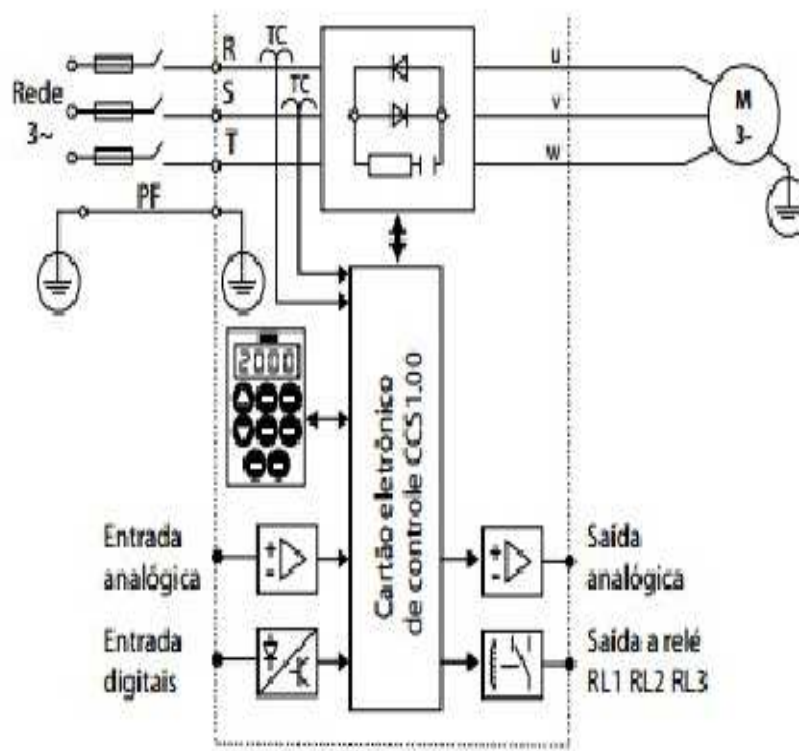 TC
R
u
Rede
3~
TC
S
v
M
3~
T
w
PF
2000
Cartão eletrônico
de controle CCS1.00
Entrada
analógica
Saída
analógica
Entrada
digitais
Saída a relé
RL1 RL2 RL3